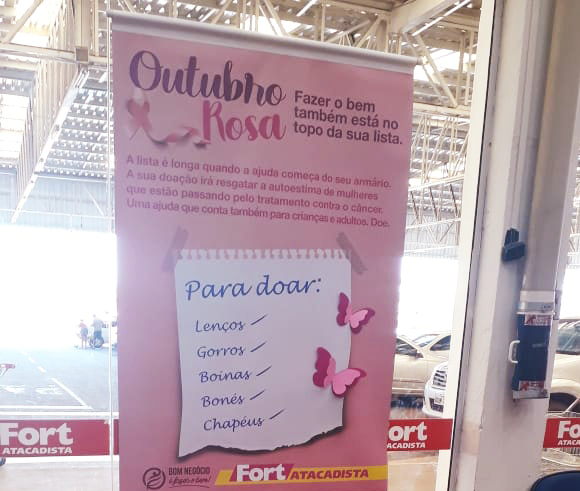 Outubro
Rosa
Fazer o bem
também está no
topo da sua lista.
A lista é longa quando a ajuda começa do seu armário.
A sua doação irá resgatar a autoestima de mulheres
que estão passando pelo tratamento contra o câncer.
Uma ajuda que conta também para crianças e adultos. Doe.
Para doar:
Lenços
Gorros
Boinas
Bonés
Chapéus
BOM NEGÓCIO
é fazer o bem!
Fort ATACADISTA
Fort
ATACADISTA
Fort
ATACADISTA
Fort
ATACADISTA